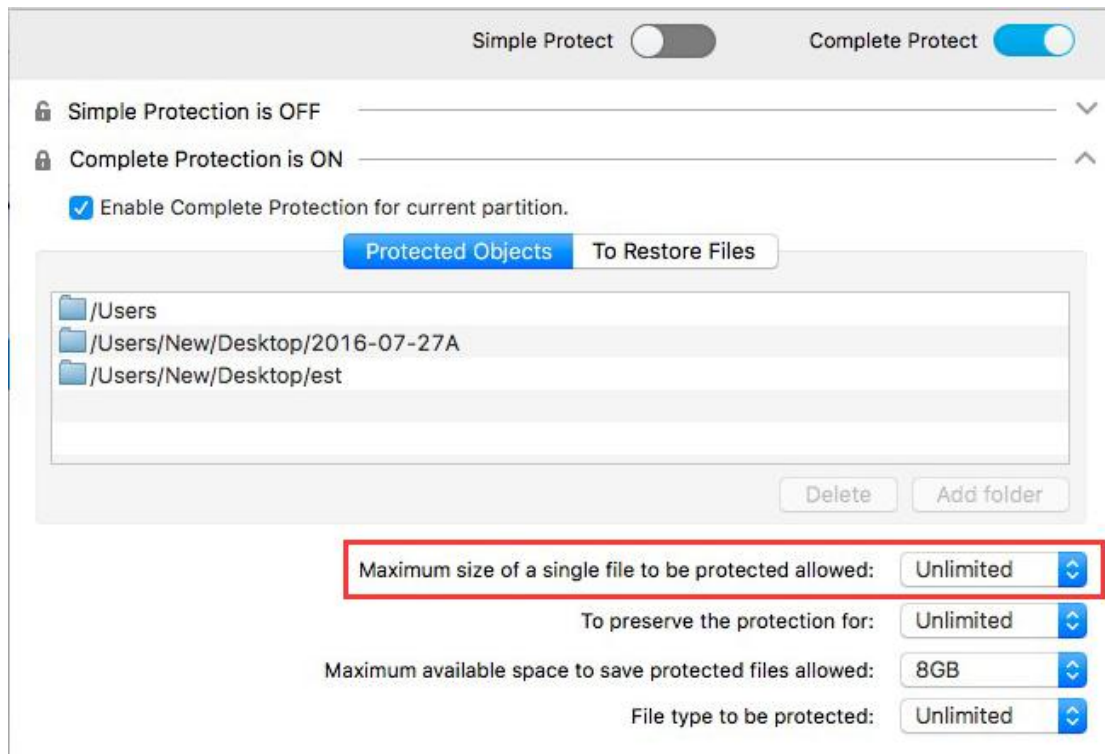 Simple Protect Complete Protect
Simple Protection is OFF
Complete Protection is ON
Enable Complete Protection for current partition.
Protected Objects To Restore Files
/Users
/Users/New/Desktop/2016-07-27A
/Users/New/Desktop/est
Delete Add folder
Maximum size of a single file to be protected allowed: Unlimited
To preserve the protection for: Unlimited
Maximum available space to save protected files allowed: 8GB
File type to be protected: Unlimited